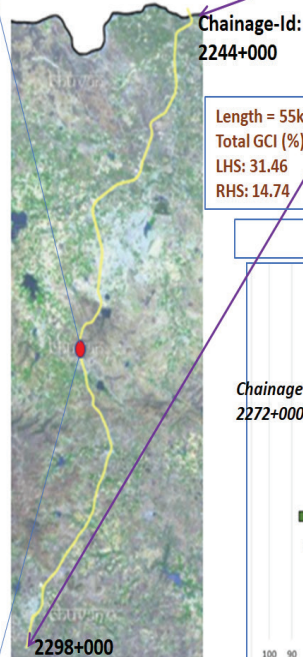 Chainage-Id:
2244+000
Length = 55k
Total GCI (%)
LHS: 31.46
RHS: 14.74
Chainage
2272+000
2298+000
100 90